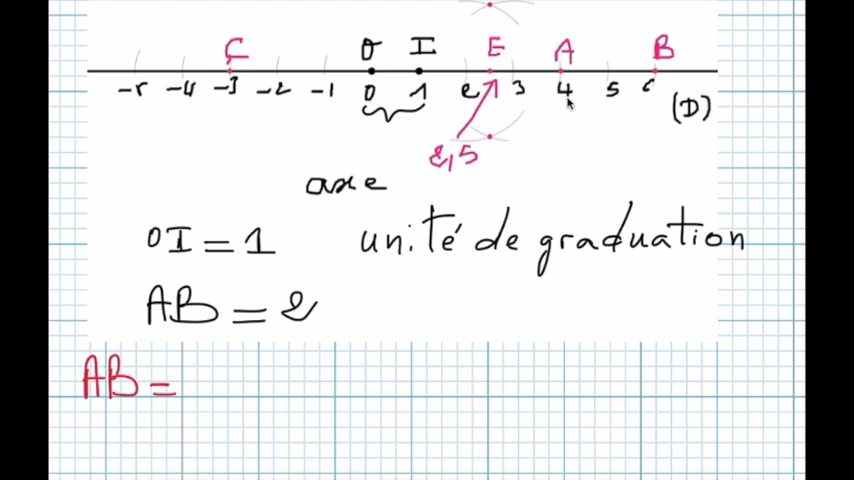 C O I E A B
-5 -4 -3 -2 -1 0 1 2 3 4 5 6 (D)
2,5
axe
OI = 1 unité de graduation
AB = 2
AB =